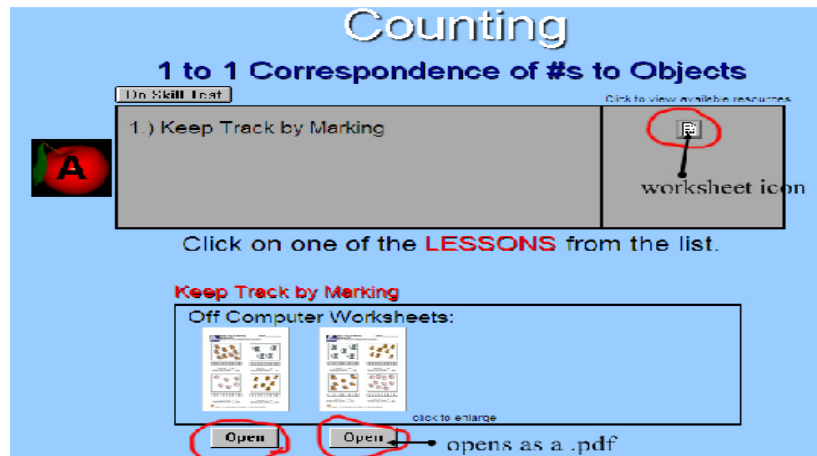 Counting
1 to 1 Correspondence of #s to Objects
Do Skill Test
Click to view available resources
1.) Keep Track by Marking
A
worksheet icon
Click on one of the LESSONS from the list.
Keep Track by Marking
Off Computer Worksheets:
click to enlarge
Open
Open
opens as a .pdf